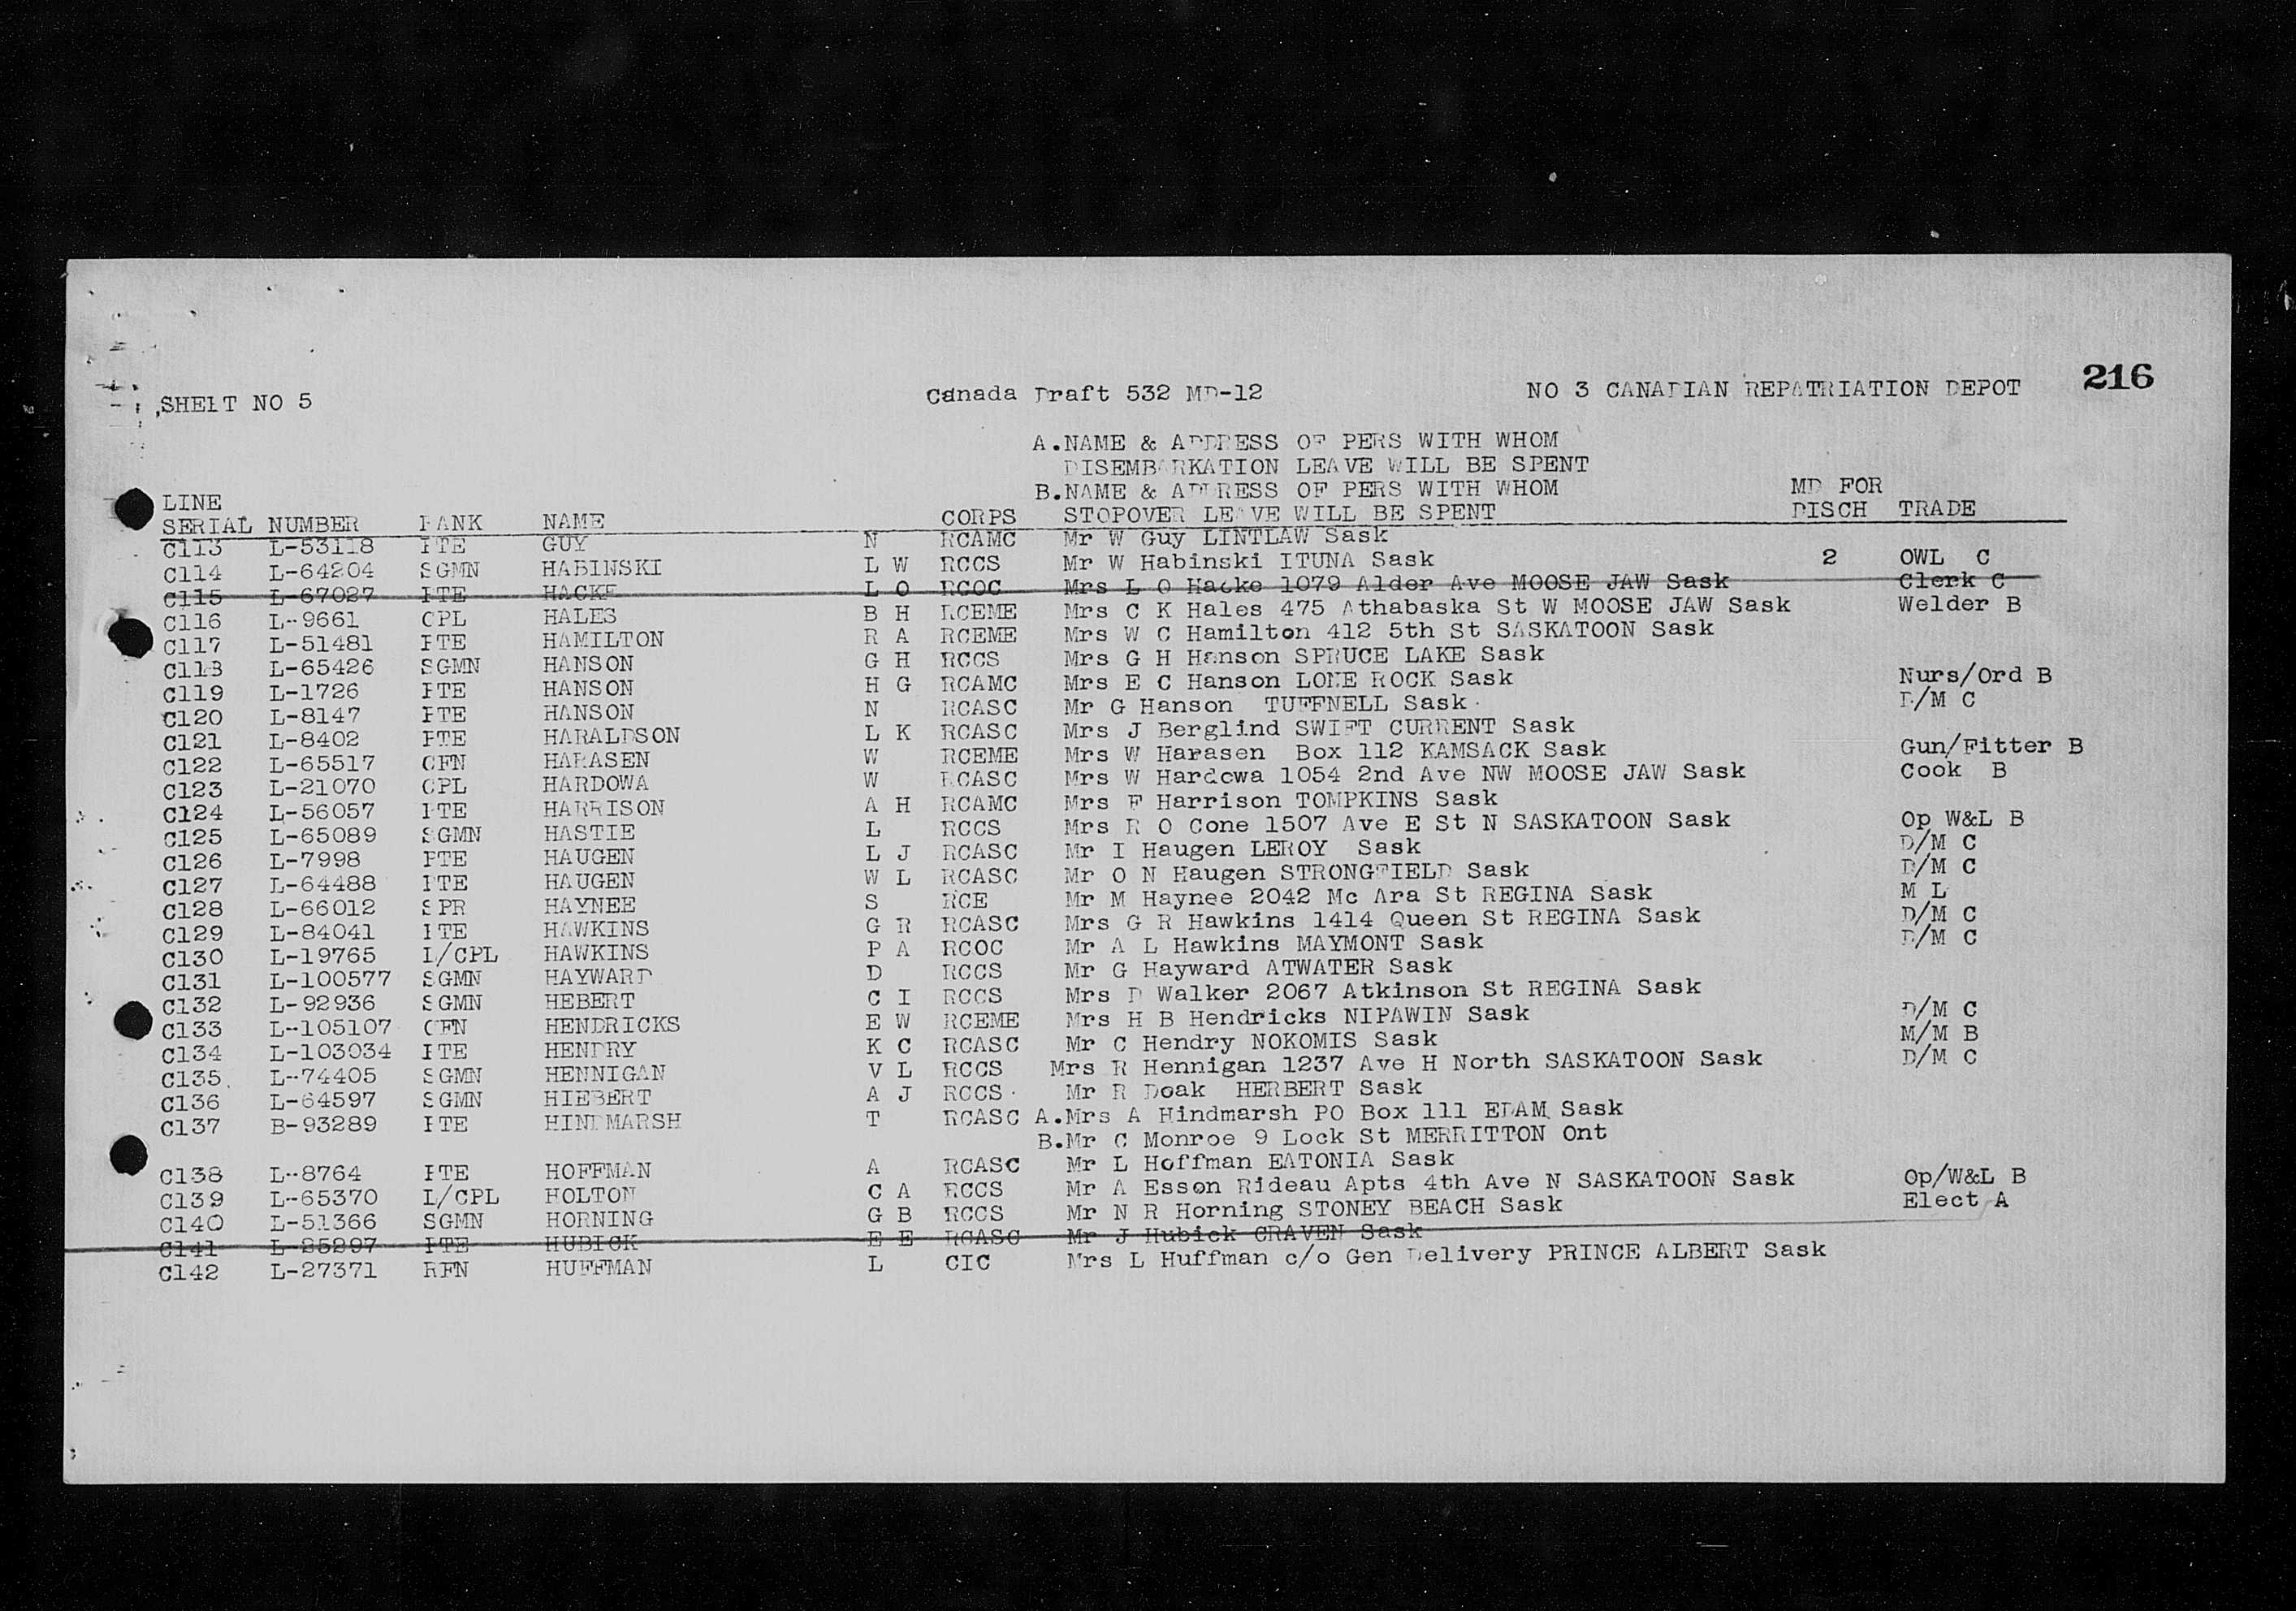 SHEET NO 5 Canada Draft 532 MD-12 NO 3 CANADIAN REPATRIATION DEPOT 216
A.NAME & ADDRESS OF PERS WITH WHOM
DISEMBARKATION LEAVE WILL BE SPENT
LINE B.NAME & ADDRESS OF PERS WITH WHOM MD FOR
SERIAL NUMBER RANK NAME CORPS STOPOVER LEAVE WILL BE SPENT DISCH TRADE
C113 L-53118 PTE GUY N RCAMC Mr W Guy LINTLAW Sask
C114 L-64204 SGMN HABINSKI L W RCCS Mr W Habinski ITUNA Sask 2 OWL C
C115 L-67027 PTE HACKE L O RCOC Mrs L O Hacke 1079 Alder Ave MOOSE JAW Sask Clerk C
C116 L-9661 CPL HALES B H RCEME Mrs C K Hales 475 Athabaska St W MOOSE JAW Sask Welder B
C117 L-51481 PTE HAMILTON R A RCEME Mrs W C Hamilton 412 5th St SASKATOON Sask
C118 L-65426 SGMN HANSON G H RCCS Mrs G H Hanson SPRUCE LAKE Sask
C119 L-1726 PTE HANSON H G RCAMC Mrs E C Hanson LONE ROCK Sask Nurs/Ord B
C120 L-8147 PTE HANSON N RCASC Mr G Hanson TUFFNELL Sask D/M C
C121 L-8402 PTE HARALDSON L K RCASC Mrs J Berglind SWIFT CURRENT Sask
C122 L-65517 CFN HARASEN W RCEME Mrs W Harasen Box 112 KAMSACK Sask Gun/Fitter B
C123 L-21070 CPL HARDOWA W RCASC Mrs W Hardowa 1054 2nd Ave NW MOOSE JAW Sask Cook B
C124 L-56057 PTE HARRISON A H RCAMC Mrs F Harrison TOMPKINS Sask
C125 L-65089 SGMN HASTIE L RCCS Mrs R O Cone 1507 Ave E St N SASKATOON Sask Op W&L B
C126 L-7998 PTE HAUGEN L J RCASC Mr I Haugen LEROY Sask D/M C
C127 L-64488 PTE HAUGEN W L RCASC Mr O N Haugen STRONGFIELD Sask D/M C
C128 L-66012 SPR HAYNEE S RCE Mr M Haynee 2042 Mc Ara St REGINA Sask M L
C129 L-84041 PTE HAWKINS G R RCASC Mrs G R Hawkins 1414 Queen St REGINA Sask D/M C
C130 L-19765 L/CPL HAWKINS P A RCOC Mr A L Hawkins MAYMONT Sask D/M C
C131 L-100577 SGMN HAYWARD D RCCS Mr G Hayward ATWATER Sask
C132 L-92936 SGMN HEBERT C I RCCS Mrs D Walker 2067 Atkinson St REGINA Sask
C133 L-105107 CFN HENDRICKS E W RCEME Mrs H B Hendricks NIPAWIN Sask D/M C
C134 L-103034 PTE HENDRY K C RCASC Mr C Hendry NOKOMIS Sask M/M B
C135 L-74405 SGMN HENNIGAN V L RCCS Mrs R Hennigan 1237 Ave H North SASKATOON Sask D/M C
C136 L-64597 SGMN HIEBERT A J RCCS Mr R Doak HERBERT Sask
C137 B-93289 PTE HINDMARSH T RCASC A.Mrs A Hindmarsh PO Box 111 EDAM Sask
B.Mr C Monroe 9 Lock St MERRITTON Ont
C138 L-8764 PTE HOFFMAN A RCASC Mr L Hoffman EATONIA Sask
C139 L-65370 L/CPL HOLTON C A RCCS Mr A Esson Rideau Apts 4th Ave N SASKATOON Sask Op/W&L B
C140 L-51366 SGMN HORNING G B RCCS Mr N R Horning STONEY BEACH Sask Elect A
C141 L-25297 PTE HUBICK E E RCASC Mr J Hubick CRAVEN Sask
C142 L-27371 RFN HUFFMAN L CIC Mrs L Huffman c/o Gen Delivery PRINCE ALBERT Sask